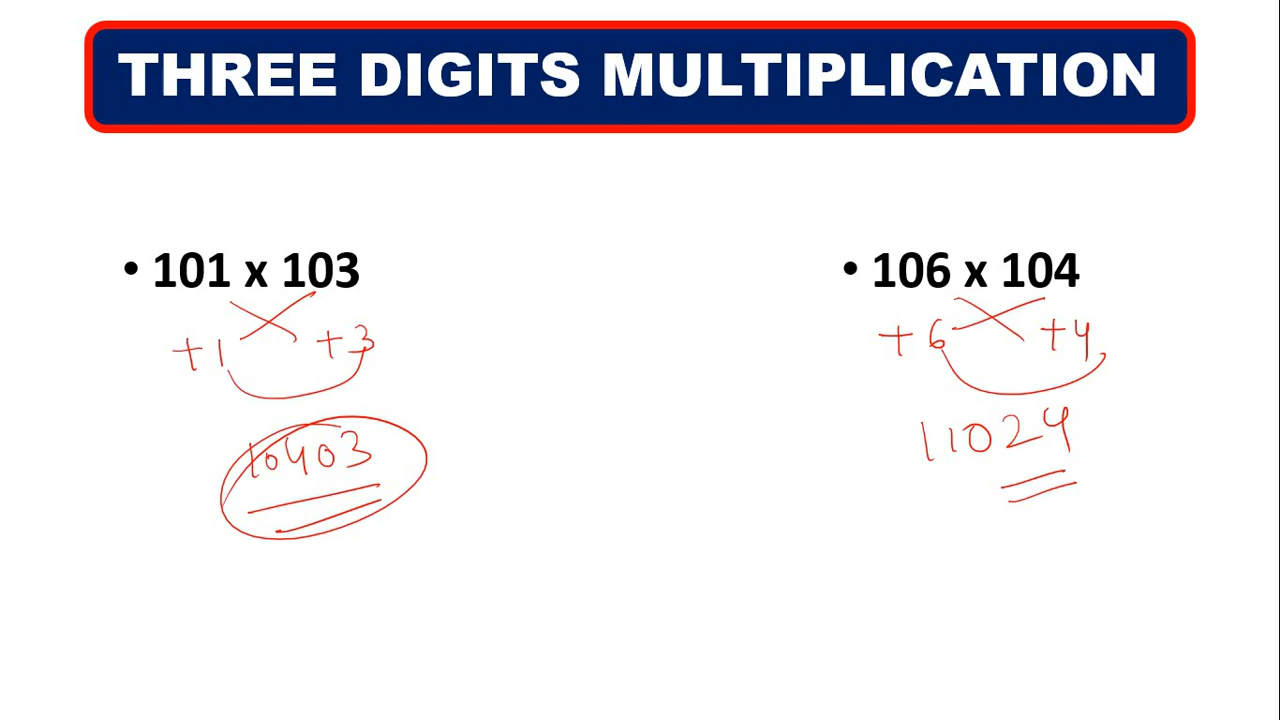 THREE DIGITS MULTIPLICATION
• 101 x 103
+1 +3
10403
• 106 x 104
+6 +4
11024